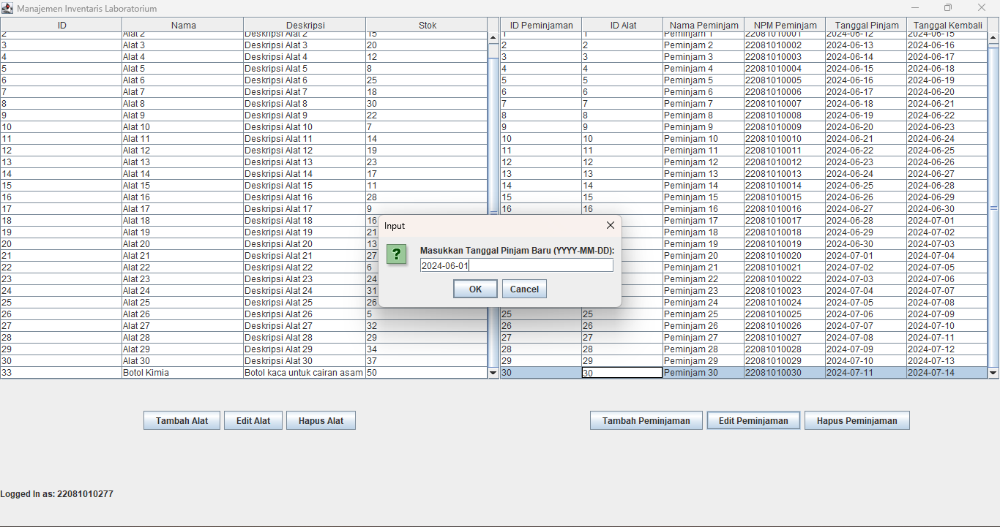 Manajemen Inventaris Laboratorium
ID Nama Deskripsi Stok
2 Alat 2 Deskripsi Alat 2 15
3 Alat 3 Deskripsi Alat 3 20
4 Alat 4 Deskripsi Alat 4 12
5 Alat 5 Deskripsi Alat 5 8
6 Alat 6 Deskripsi Alat 6 25
7 Alat 7 Deskripsi Alat 7 18
8 Alat 8 Deskripsi Alat 8 30
9 Alat 9 Deskripsi Alat 9 22
10 Alat 10 Deskripsi Alat 10 7
11 Alat 11 Deskripsi Alat 11 14
12 Alat 12 Deskripsi Alat 12 19
13 Alat 13 Deskripsi Alat 13 23
14 Alat 14 Deskripsi Alat 14 17
15 Alat 15 Deskripsi Alat 15 11
16 Alat 16 Deskripsi Alat 16 28
17 Alat 17 Deskripsi Alat 17 9
18 Alat 18 Deskripsi Alat 18 16
19 Alat 19 Deskripsi Alat 19 21
20 Alat 20 Deskripsi Alat 20 13
21 Alat 21 Deskripsi Alat 21 27
22 Alat 22 Deskripsi Alat 22 6
23 Alat 23 Deskripsi Alat 23 24
24 Alat 24 Deskripsi Alat 24 31
25 Alat 25 Deskripsi Alat 25 26
26 Alat 26 Deskripsi Alat 26 5
27 Alat 27 Deskripsi Alat 27 32
28 Alat 28 Deskripsi Alat 28 29
29 Alat 29 Deskripsi Alat 29 34
30 Alat 30 Deskripsi Alat 30 37
33 Botol Kimia Botol kaca untuk cairan asam 50
ID Peminjaman ID Alat Nama Peminjam NPM Peminjam Tanggal Pinjam Tanggal Kembali
1 1 Peminjam 1 22081010001 2024-06-12 2024-06-15
2 2 Peminjam 2 22081010002 2024-06-13 2024-06-16
3 3 Peminjam 3 22081010003 2024-06-14 2024-06-17
4 4 Peminjam 4 22081010004 2024-06-15 2024-06-18
5 5 Peminjam 5 22081010005 2024-06-16 2024-06-19
6 6 Peminjam 6 22081010006 2024-06-17 2024-06-20
7 7 Peminjam 7 22081010007 2024-06-18 2024-06-21
8 8 Peminjam 8 22081010008 2024-06-19 2024-06-22
9 9 Peminjam 9 22081010009 2024-06-20 2024-06-23
10 10 Peminjam 10 22081010010 2024-06-21 2024-06-24
11 11 Peminjam 11 22081010011 2024-06-22 2024-06-25
12 12 Peminjam 12 22081010012 2024-06-23 2024-06-26
13 13 Peminjam 13 22081010013 2024-06-24 2024-06-27
14 14 Peminjam 14 22081010014 2024-06-25 2024-06-28
15 15 Peminjam 15 22081010015 2024-06-26 2024-06-29
16 16 Peminjam 16 22081010016 2024-06-27 2024-06-30
Peminjam 17 22081010017 2024-06-28 2024-07-01
Peminjam 18 22081010018 2024-06-29 2024-07-02
Peminjam 19 22081010019 2024-06-30 2024-07-03
Peminjam 20 22081010020 2024-07-01 2024-07-04
Peminjam 21 22081010021 2024-07-02 2024-07-05
Peminjam 22 22081010022 2024-07-03 2024-07-06
Peminjam 23 22081010023 2024-07-04 2024-07-07
Peminjam 24 22081010024 2024-07-05 2024-07-08
25 25 Peminjam 25 22081010025 2024-07-06 2024-07-09
26 26 Peminjam 26 22081010026 2024-07-07 2024-07-10
27 27 Peminjam 27 22081010027 2024-07-08 2024-07-11
28 28 Peminjam 28 22081010028 2024-07-09 2024-07-12
29 29 Peminjam 29 22081010029 2024-07-10 2024-07-13
30 30 Peminjam 30 22081010030 2024-07-11 2024-07-14
Input
Masukkan Tanggal Pinjam Baru (YYYY-MM-DD):
2024-06-01
OK Cancel
Tambah Alat Edit Alat Hapus Alat
Tambah Peminjaman Edit Peminjaman Hapus Peminjaman
Logged In as: 22081010277